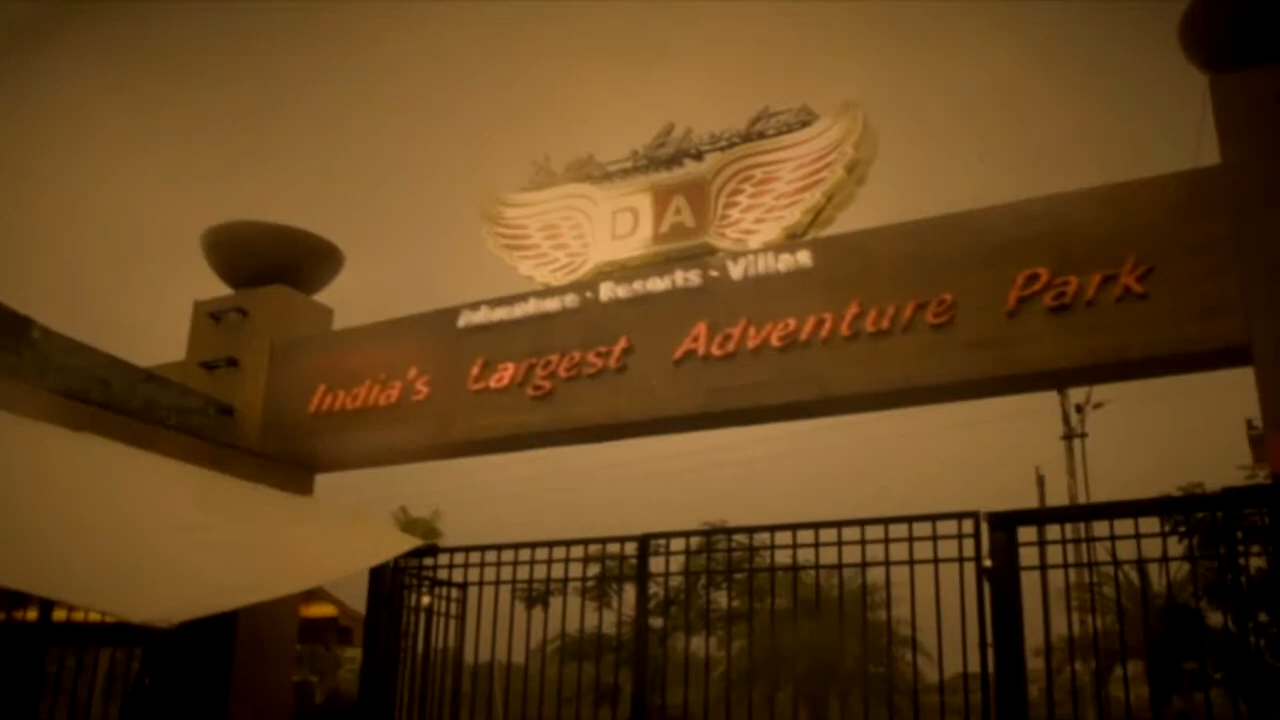 DA
Adventure • Resorts • Villas
India's Largest Adventure Park